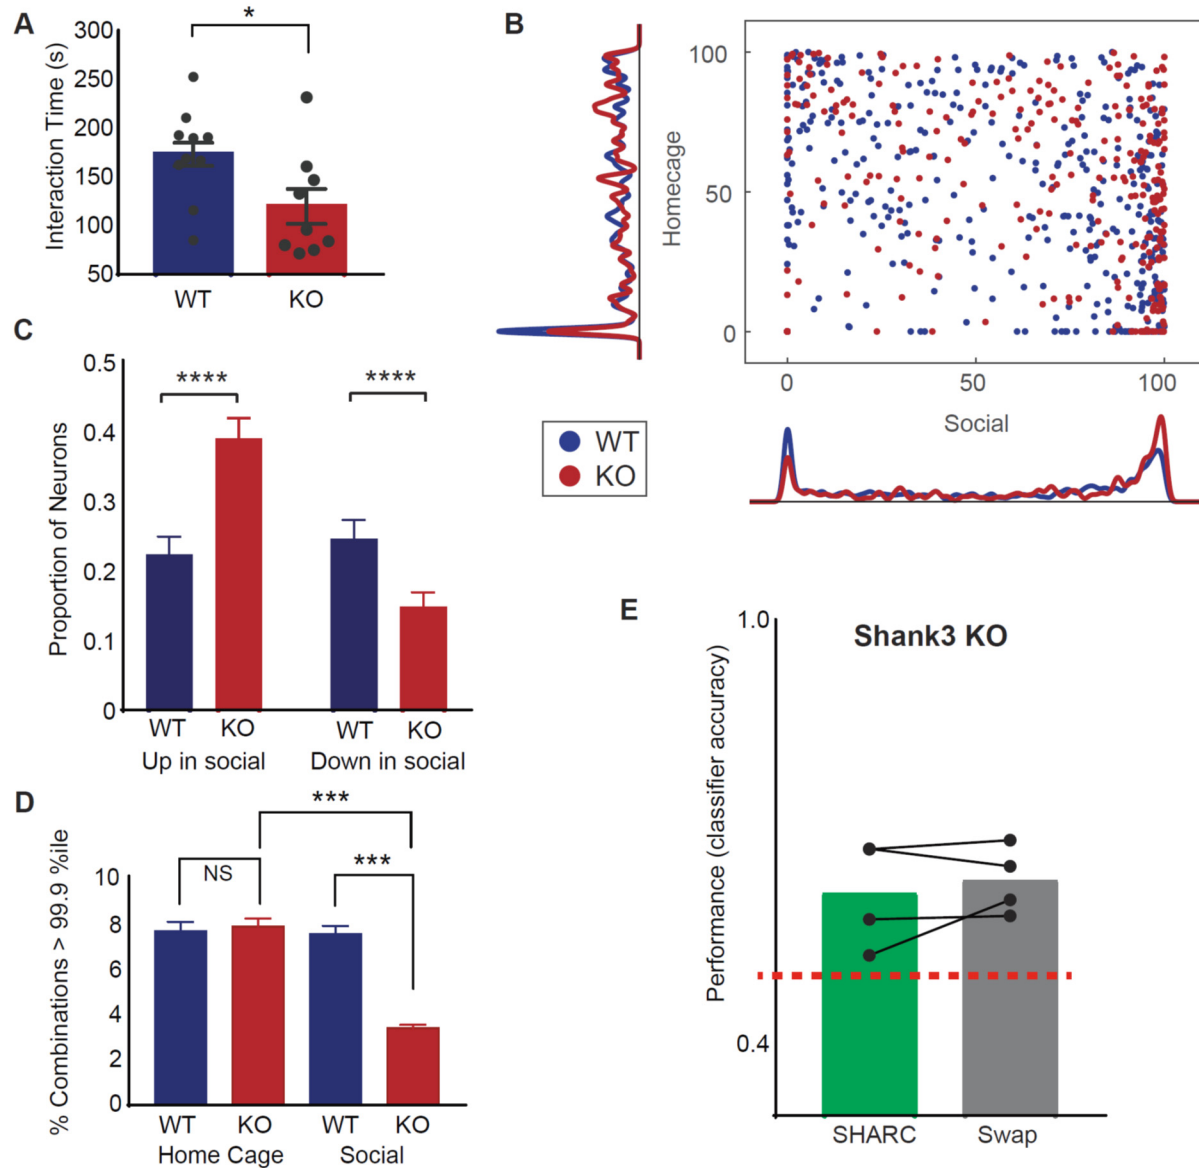 A
Interaction Time (s)
300
250
200
150
100
50
*
WT
KO
B
Homecage
100
50
0
0
50
100
Social
WT
KO
C
Proportion of Neurons
0.5
0.4
0.3
0.2
0.1
0
****
****
WT
KO
WT
KO
Up in social
Down in social
D
% Combinations > 99.9 %ile
10
8
6
4
2
0
NS
***
***
WT
KO
WT
KO
Home Cage
Social
E
Shank3 KO
Performance (classifier accuracy)
1.0
0.4
SHARC
Swap